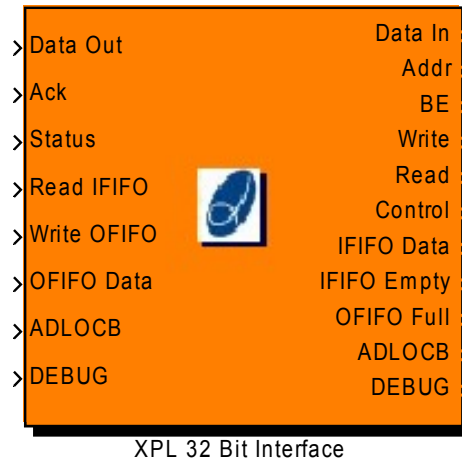 Data Out
Ack
Status
Read IFIFO
Write OFIFO
OFIFO Data
ADLOCB
DEBUG
Data In
Addr
BE
Write
Read
Control
IFIFO Data
IFIFO Empty
OFIFO Full
ADLOCB
DEBUG
XPL 32 Bit Interface